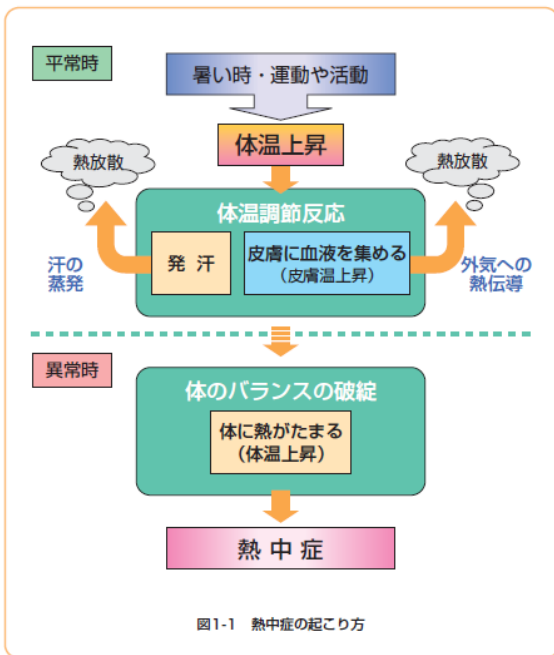 平常時
暑い時・運動や活動
体温上昇
熱放散
熱放散
体温調節反応
発 汗
皮膚に血液を集める
（皮膚温上昇）
汗の
蒸発
外気への
熱伝導
異常時
体のバランスの破綻
体に熱がたまる
（体温上昇）
熱 中 症
図1-1 熱中症の起こり方